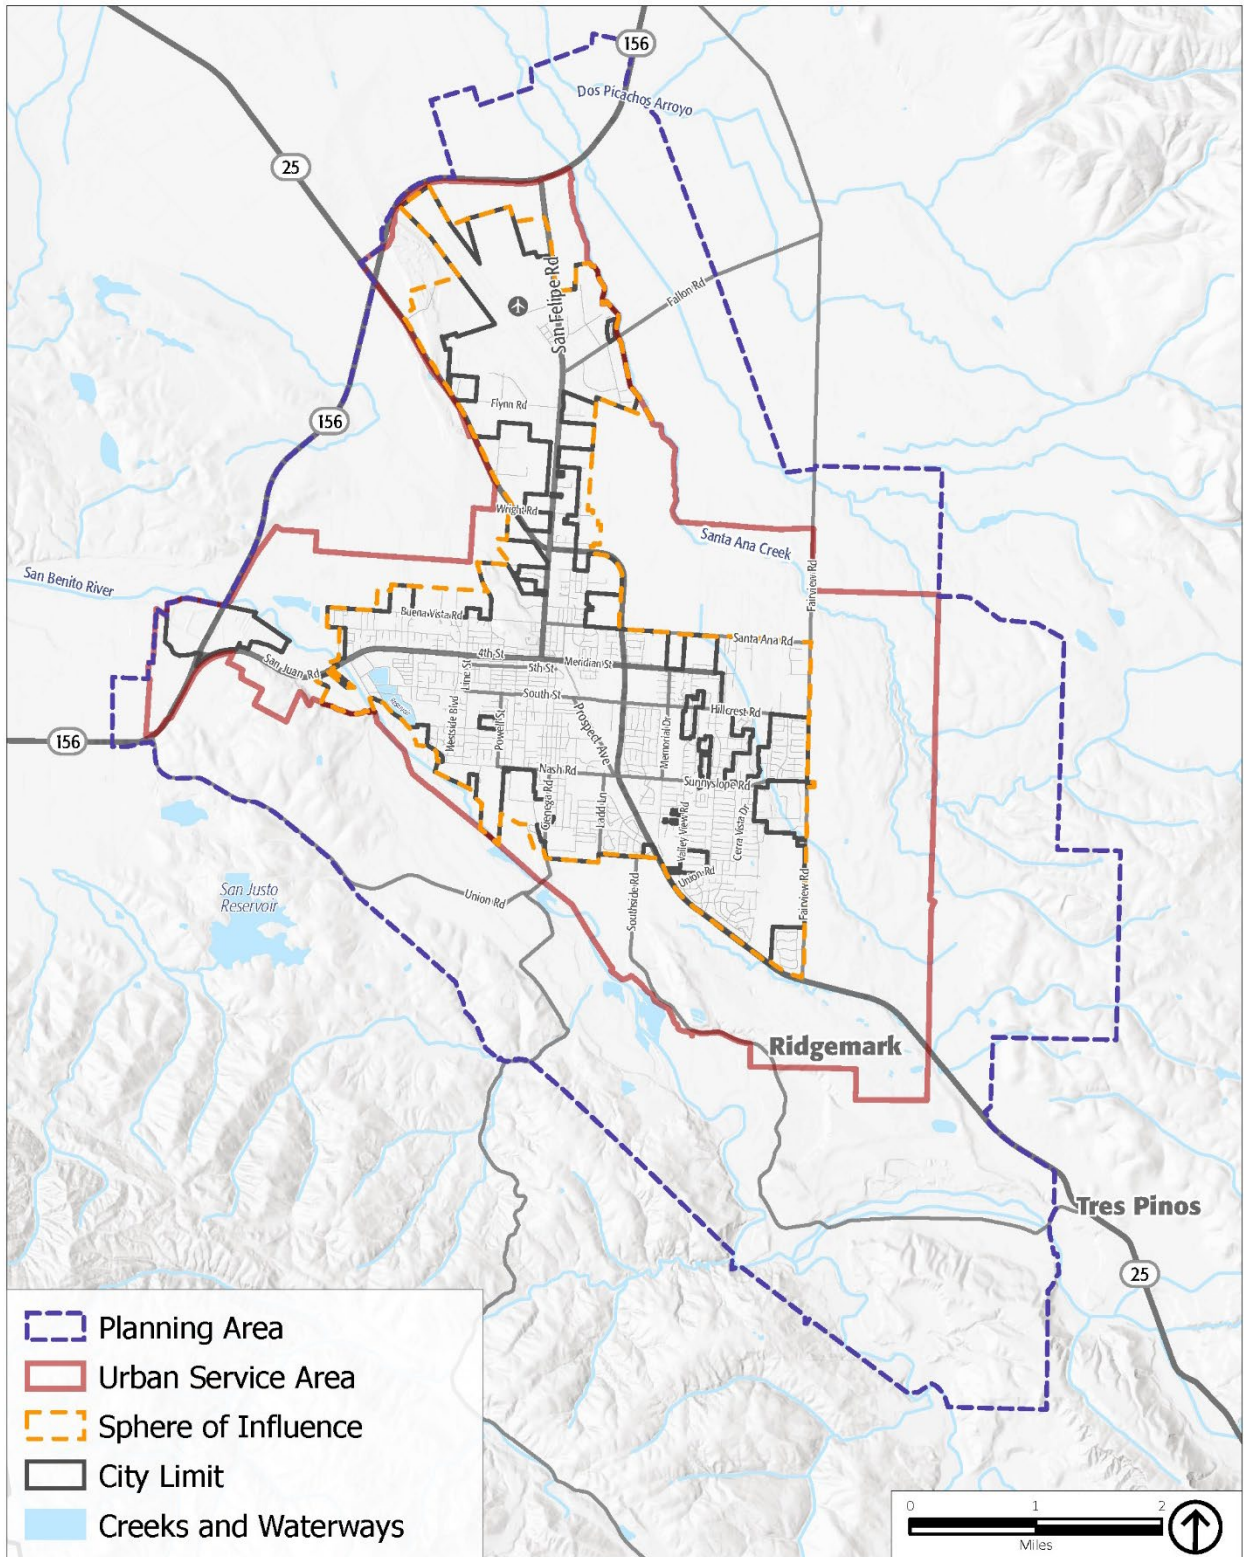 156
Dos Picachos Arroyo
25
San Felipe Rd
Fallon Rd
156
Flynn Rd
Wright Rd
Santa Ana Creek
San Benito River
Fairview Rd
Buena Vista Rd
Santa Ana Rd
4th St
Meridian St
5th St
San Juan Rd
Line St
South St
Hillcrest Rd
Westside Blvd
Powell St
Prospect Ave
Memorial Dr
156
Nash Rd
Sunnyslope Rd
Cienega Rd
Ladd Ln
Valley View Rd
Cerra Vista Dr
Union Rd
San Justo
Reservoir
Union Rd
Southside Rd
Fairview Rd
Ridgemark
Tres Pinos
25
Planning Area
Urban Service Area
Sphere of Influence
City Limit
Creeks and Waterways
0 1 2
Miles